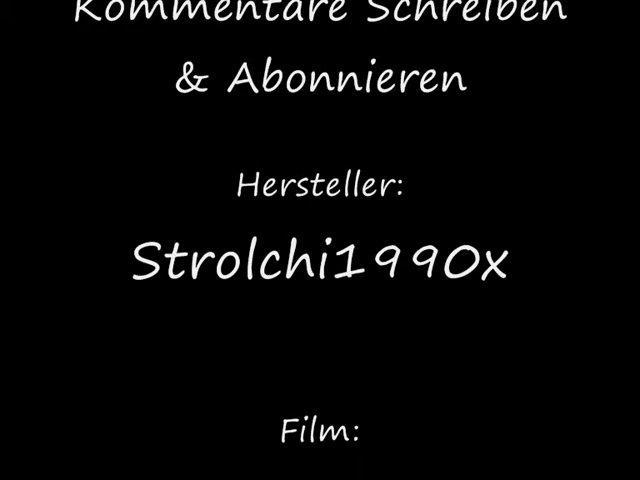 Kommentare Schreiben
& Abonnieren
Hersteller:
Strolchi1990x
Film: